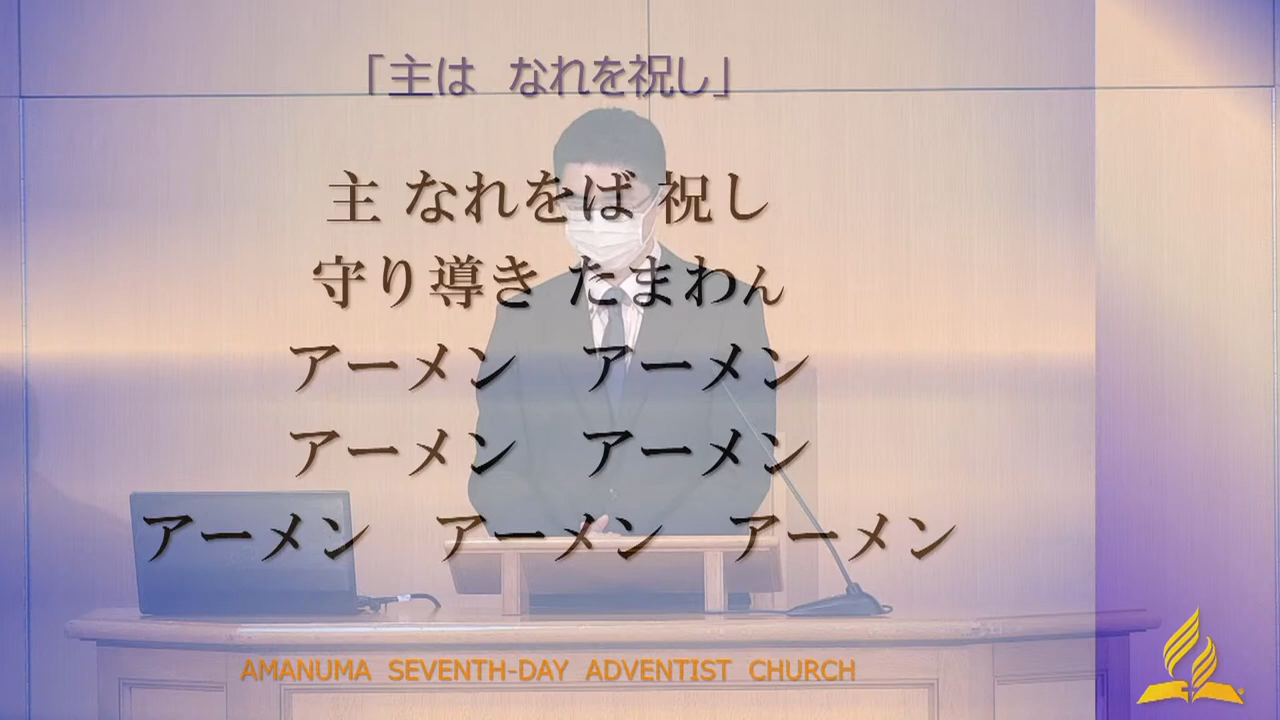 「主は なれを祝し」
主 なれをば 祝し
守り導き たまわん
アーメン アーメン
アーメン アーメン
アーメン アーメン アーメン
AMANUMA SEVENTH-DAY ADVENTIST CHURCH